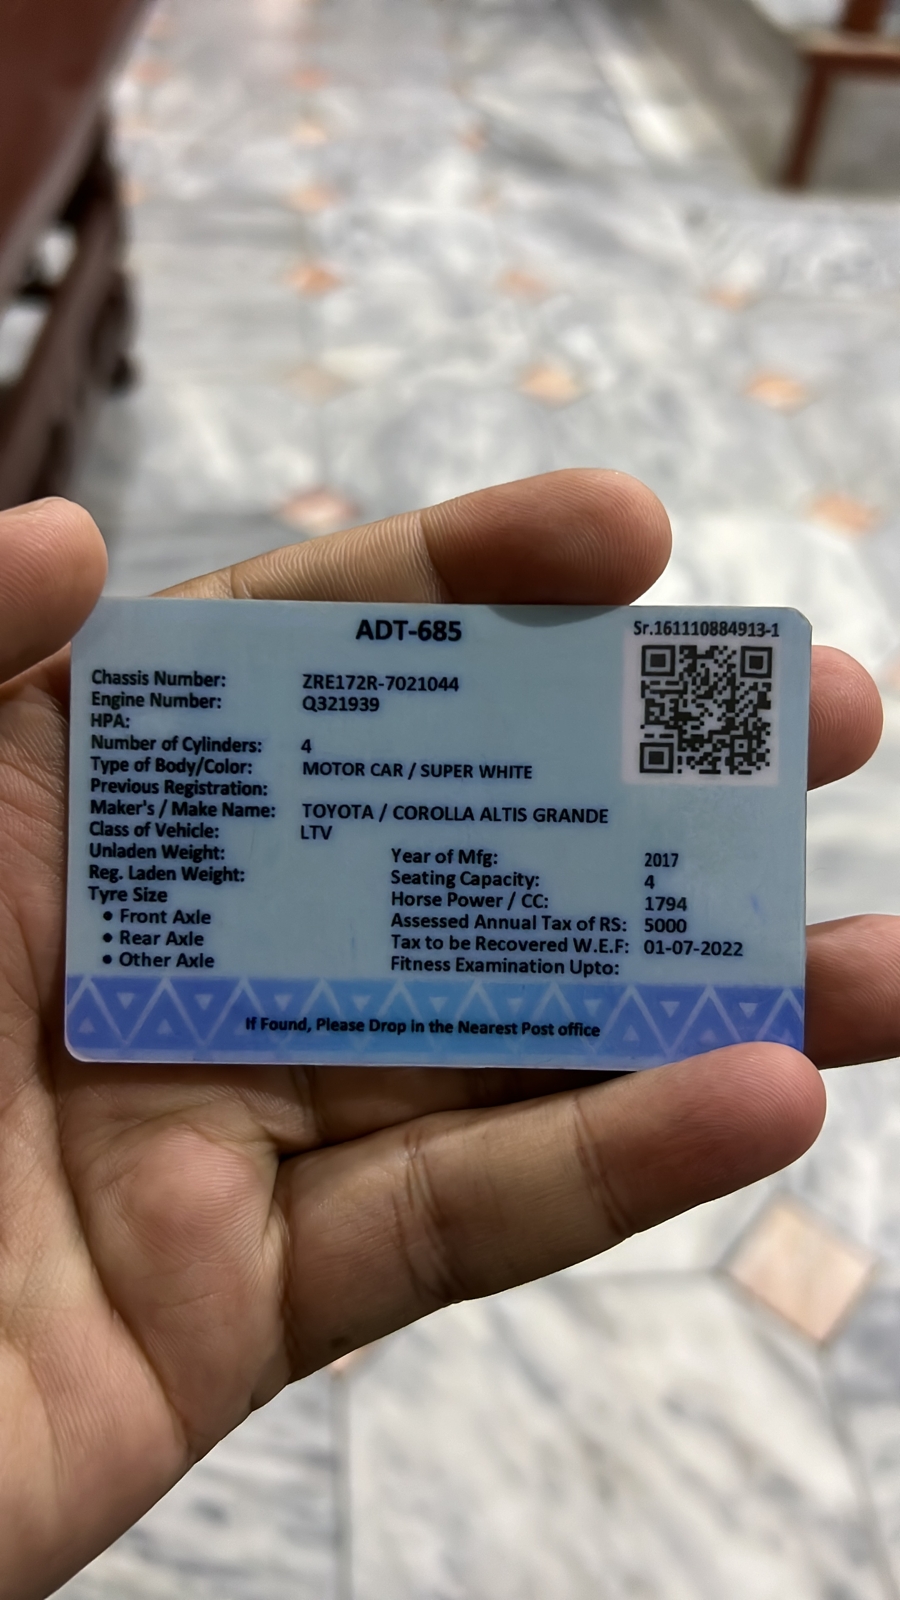 ADT-685
Sr.161110884913-1
Chassis Number: ZRE172R-7021044
Engine Number: Q321939
HPA:
Number of Cylinders: 4
Type of Body/Color: MOTOR CAR / SUPER WHITE
Previous Registration:
Maker's / Make Name: TOYOTA / COROLLA ALTIS GRANDE
Class of Vehicle: LTV
Unladen Weight:
Reg. Laden Weight:
Tyre Size
• Front Axle
• Rear Axle
• Other Axle
Year of Mfg: 2017
Seating Capacity: 4
Horse Power / CC: 1794
Assessed Annual Tax of RS: 5000
Tax to be Recovered W.E.F: 01-07-2022
Fitness Examination Upto:
If Found, Please Drop in the Nearest Post office